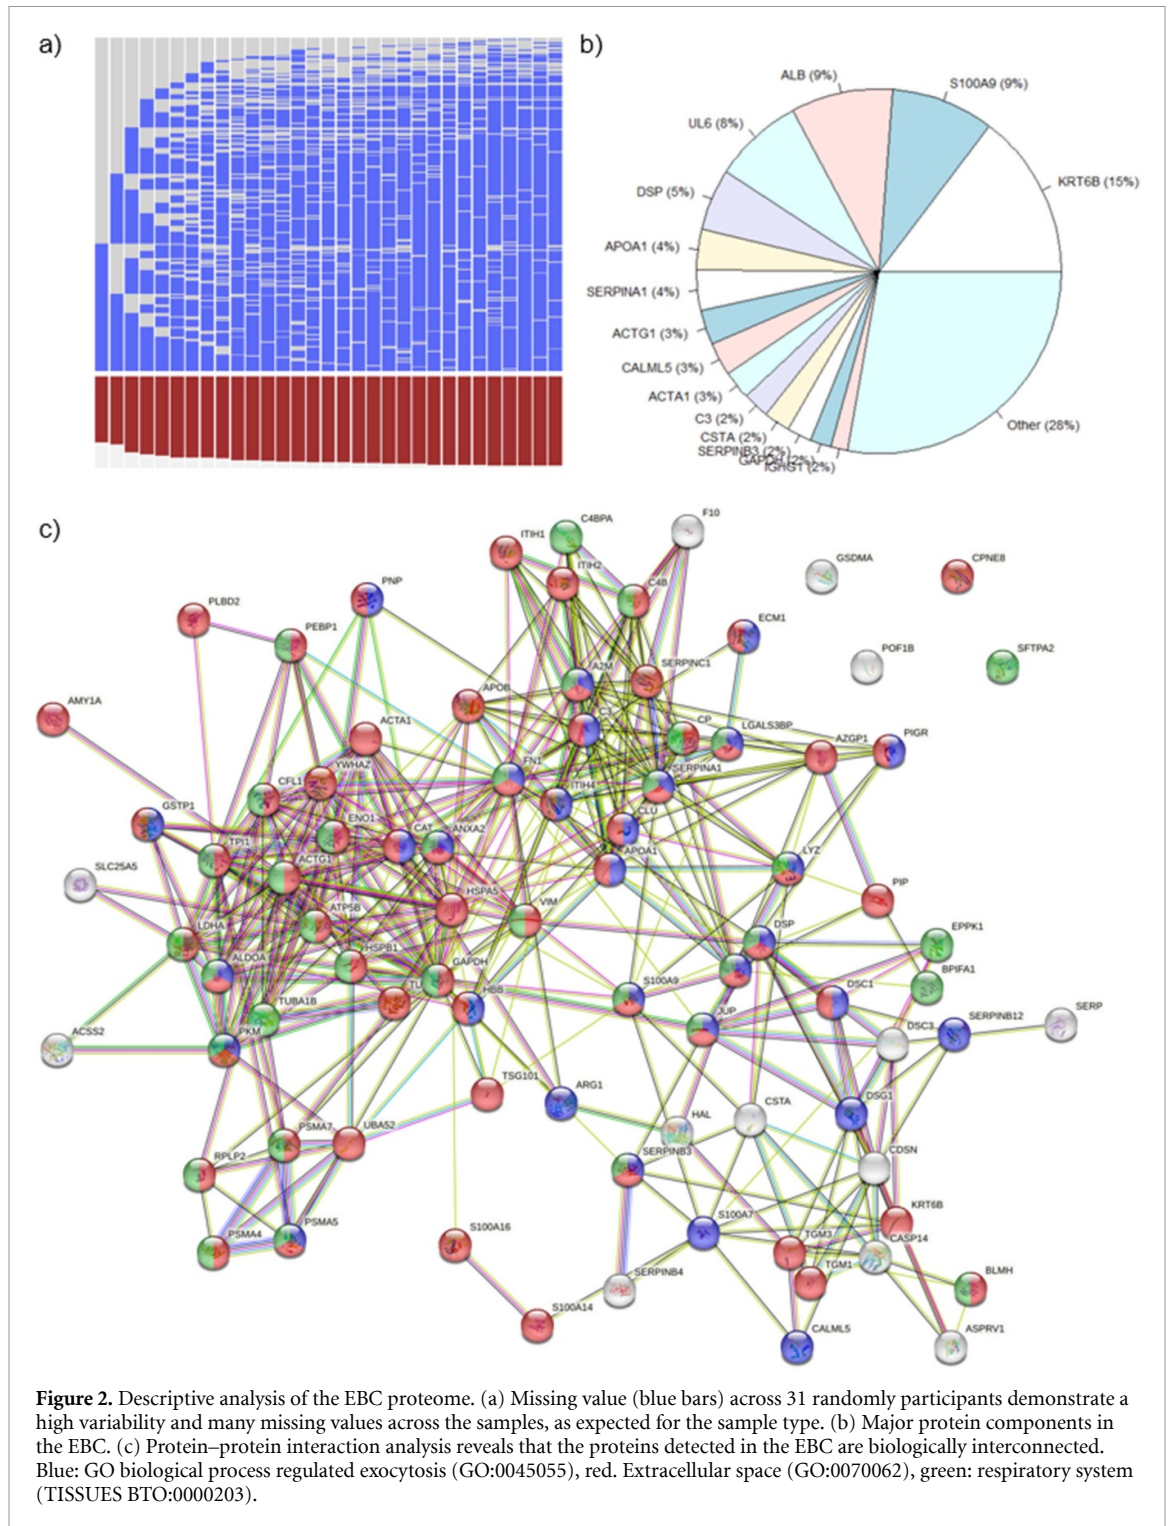 a)
b)
ALB (9%)
S100A9 (9%)
UL6 (8%)
KRT6B (15%)
DSP (5%)
APOA1 (4%)
SERPINA1 (4%)
ACTG1 (3%)
CALML5 (3%)
ACTA1 (3%)
C3 (2%)
CSTA (2%)
SERPINB3 (2%)
GAPDH (2%)
IGHG1 (2%)
Other (28%)
c)
F10
C4BPA
ITIH1
ITIH2
GSDMA
CPNE8
PNP
C4B
PLBD2
ECM1
PEBP1
POF1B
SFTPA2
A2M
SERPINC1
APOB
AMY1A
C3
CP
LGALS3BP
ACTA1
AZGP1
PIGR
YWHAZ
FN1
SERPINA1
CFL1
ITIH4
GSTP1
ENO1
CAT
ANXA2
CLU
TPI1
LYZ
APOA1
ACTG1
SLC25A5
HSPA5
PIP
VIM
ATP5B
LDHA
DSP
EPPK1
HSPB1
ALDOA
GAPDH
BPIFA1
S100A9
DSC1
TU
HBB
TUBA1B
JUP
SERP
SERPINB12
DSC3
ACSS2
PKM
TSG101
ARG1
CSTA
DSG1
HAL
PSMA7
UBA52
SERPINB3
CDSN
RPLP2
KRT6B
S100A7
PSMA5
S100A16
PSMA4
TGM3
CASP14
TGM1
SERPINB4
BLMH
S100A14
CALML5
ASPRV1
Figure 2. Descriptive analysis of the EBC proteome. (a) Missing value (blue bars) across 31 randomly participants demonstrate a
high variability and many missing values across the samples, as expected for the sample type. (b) Major protein components in
the EBC. (c) Protein–protein interaction analysis reveals that the proteins detected in the EBC are biologically interconnected.
Blue: GO biological process regulated exocytosis (GO:0045055), red. Extracellular space (GO:0070062), green: respiratory system
(TISSUES BTO:0000203).